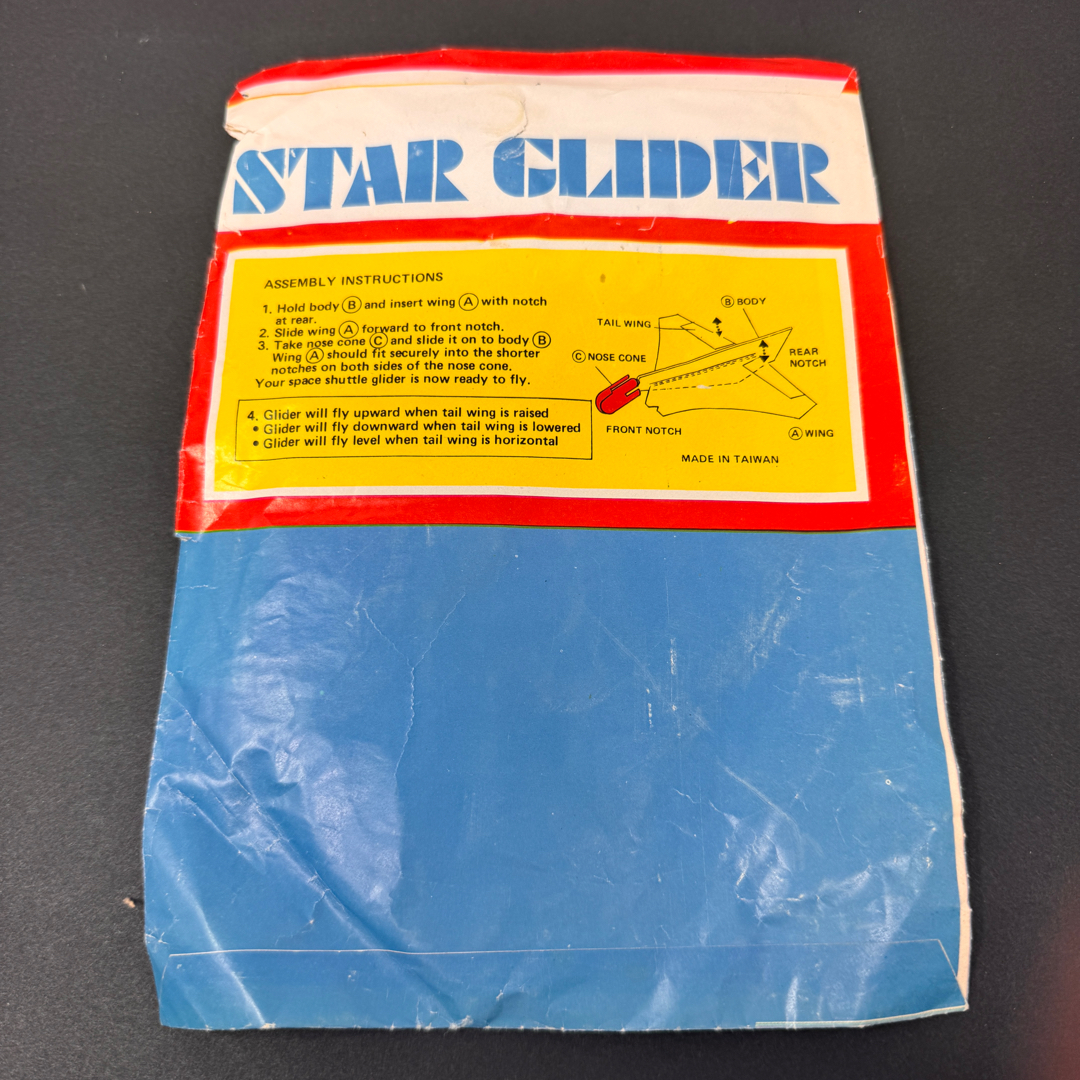 STAR GLIDER
ASSEMBLY INSTRUCTIONS
1. Hold body Ⓑ and insert wing Ⓐ with notch
at rear.
2. Slide wing Ⓐ forward to front notch.
3. Take nose cone Ⓒ and slide it on to body Ⓑ
Wing Ⓐ should fit securely into the shorter
notches on both sides of the nose cone.
Your space shuttle glider is now ready to fly.
4. Glider will fly upward when tail wing is raised
• Glider will fly downward when tail wing is lowered
• Glider will fly level when tail wing is horizontal
Ⓑ BODY
TAIL WING
Ⓒ NOSE CONE
REAR
NOTCH
FRONT NOTCH
Ⓐ WING
MADE IN TAIWAN